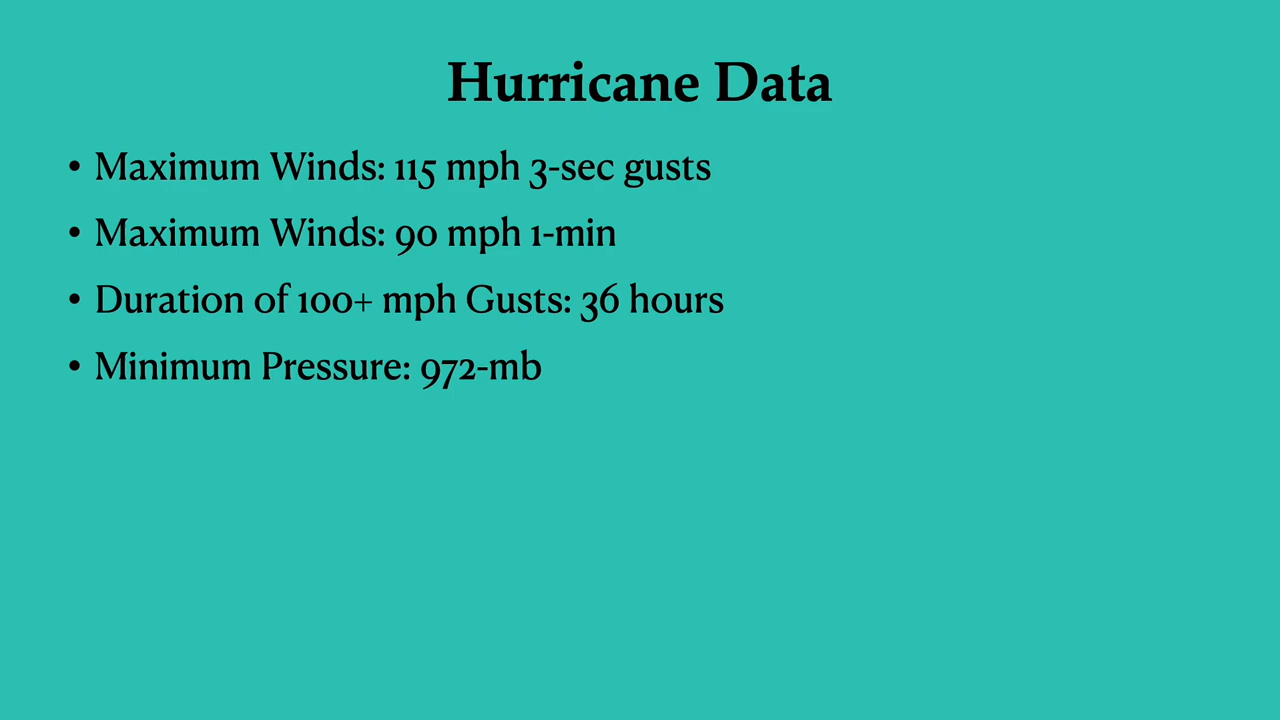 Hurricane Data
• Maximum Winds: 115 mph 3-sec gusts
• Maximum Winds: 90 mph 1-min
• Duration of 100+ mph Gusts: 36 hours
• Minimum Pressure: 972-mb